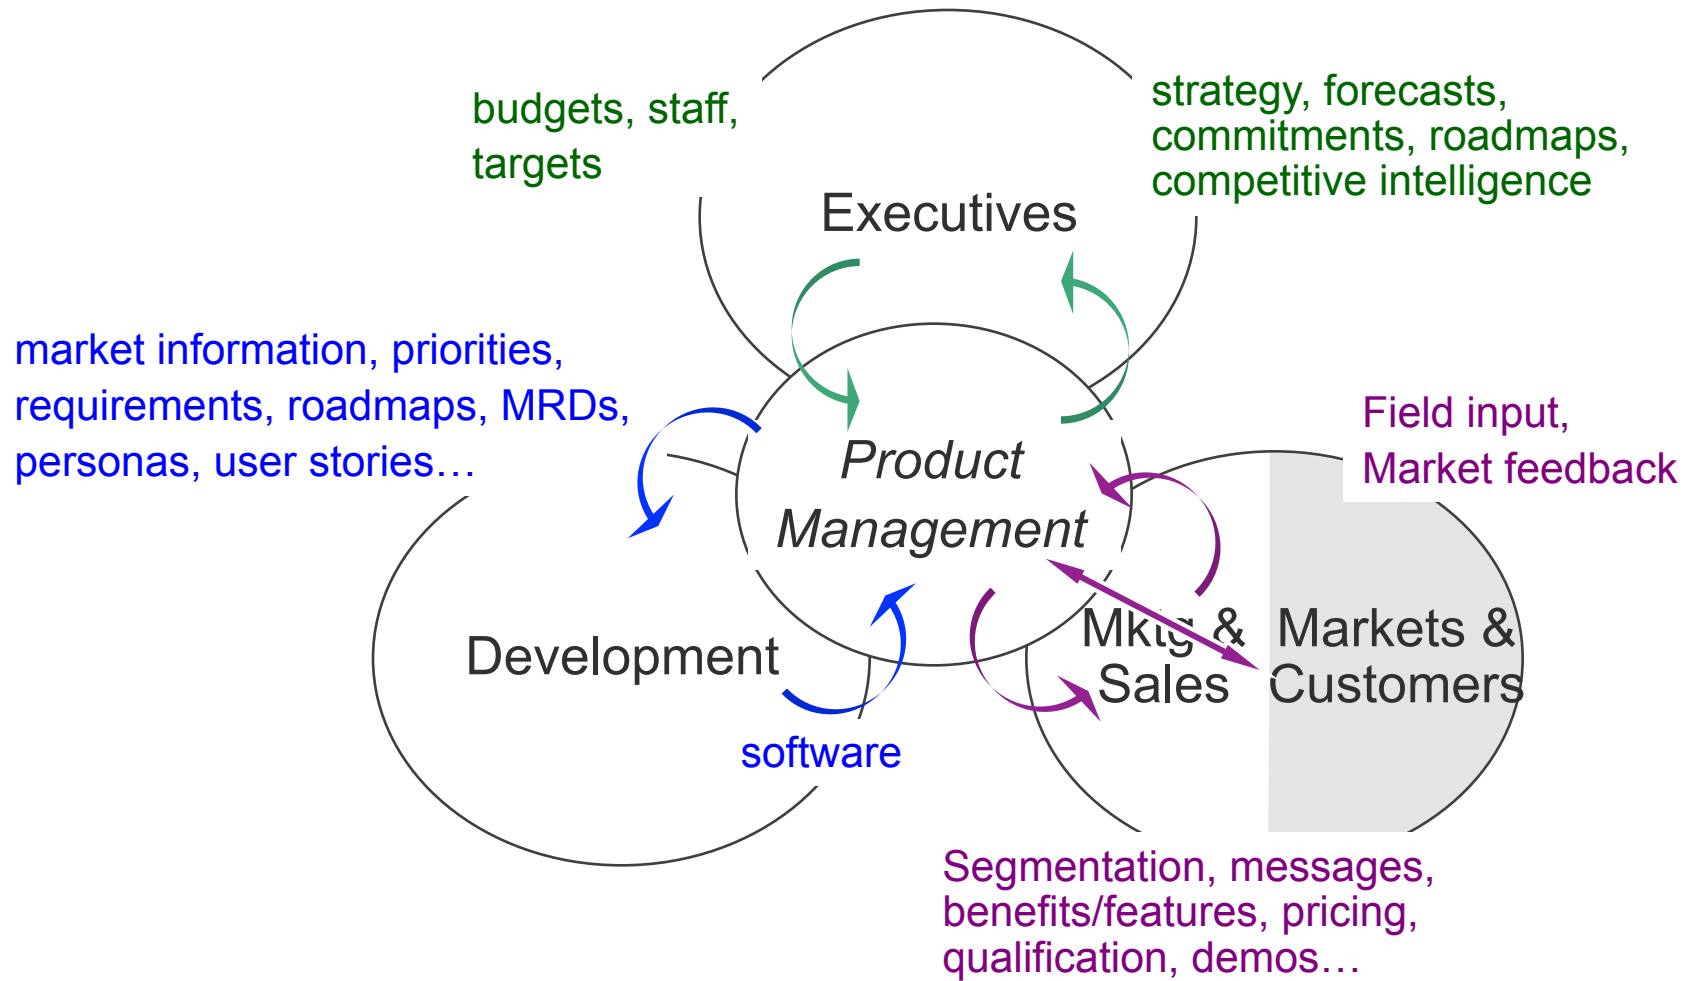 budgets, staff,
targets
strategy, forecasts,
commitments, roadmaps,
competitive intelligence
Executives
market information, priorities,
requirements, roadmaps, MRDs,
personas, user stories…
Field input,
Market feedback
Product
Management
Development
Mktg &
Sales
Markets &
Customers
software
Segmentation, messages,
benefits/features, pricing,
qualification, demos…